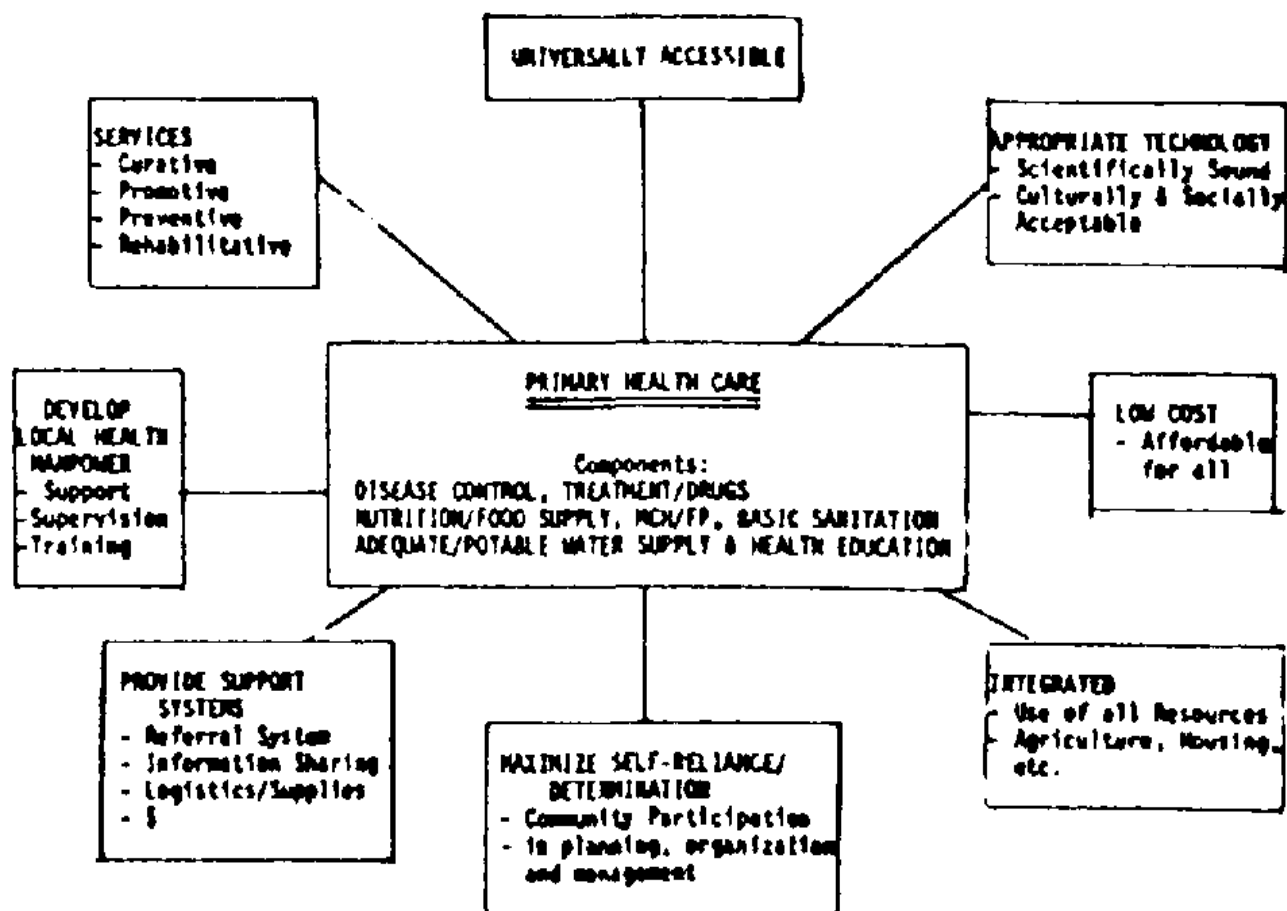 UNIVERSALLY ACCESSIBLE
SERVICES
- Curative
- Promotive
- Preventive
- Rehabilitative
APPROPRIATE TECHNOLOGY
- Scientifically Sound
- Culturally & Socially
Acceptable
PRIMARY HEALTH CARE
Components:
DISEASE CONTROL, TREATMENT/DRUGS
NUTRITION/FOOD SUPPLY, MCH/FP, BASIC SANITATION
ADEQUATE/POTABLE WATER SUPPLY & HEALTH EDUCATION
DEVELOP
LOCAL HEALTH
MANPOWER
- Support
-Supervision
-Training
LOW COST
- Affordable
for all
PROVIDE SUPPORT
SYSTEMS
- Referral System
- Information Sharing
- Logistics/Supplies
- $
MAXIMIZE SELF-RELIANCE/
DETERMINATION
- Community Participation
- in planning, organization
and management
INTEGRATED
- Use of all Resources
- Agriculture, Housing,
etc.